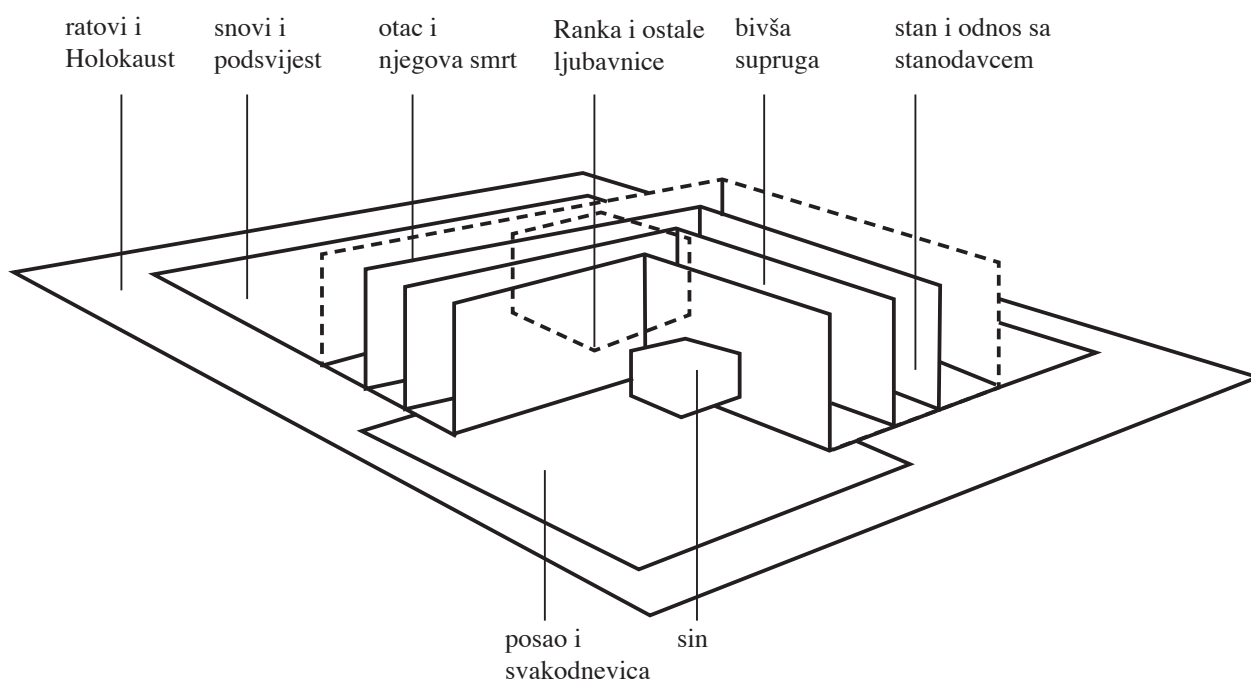 ratovi i
Holokaust
snovi i
podsvijest
otac i
njegova smrt
Ranka i ostale
ljubavnice
bivša
supruga
stan i odnos sa
stanodavcem
posao i
svakodnevica
sin